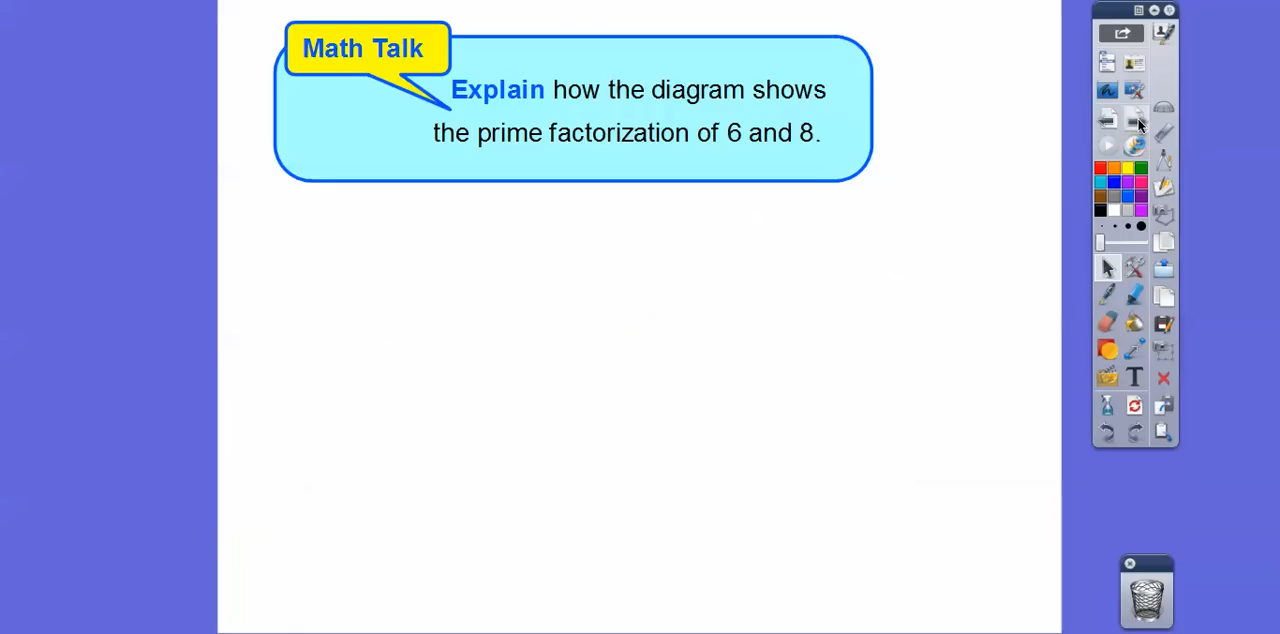 Math Talk
Explain how the diagram shows
the prime factorization of 6 and 8.